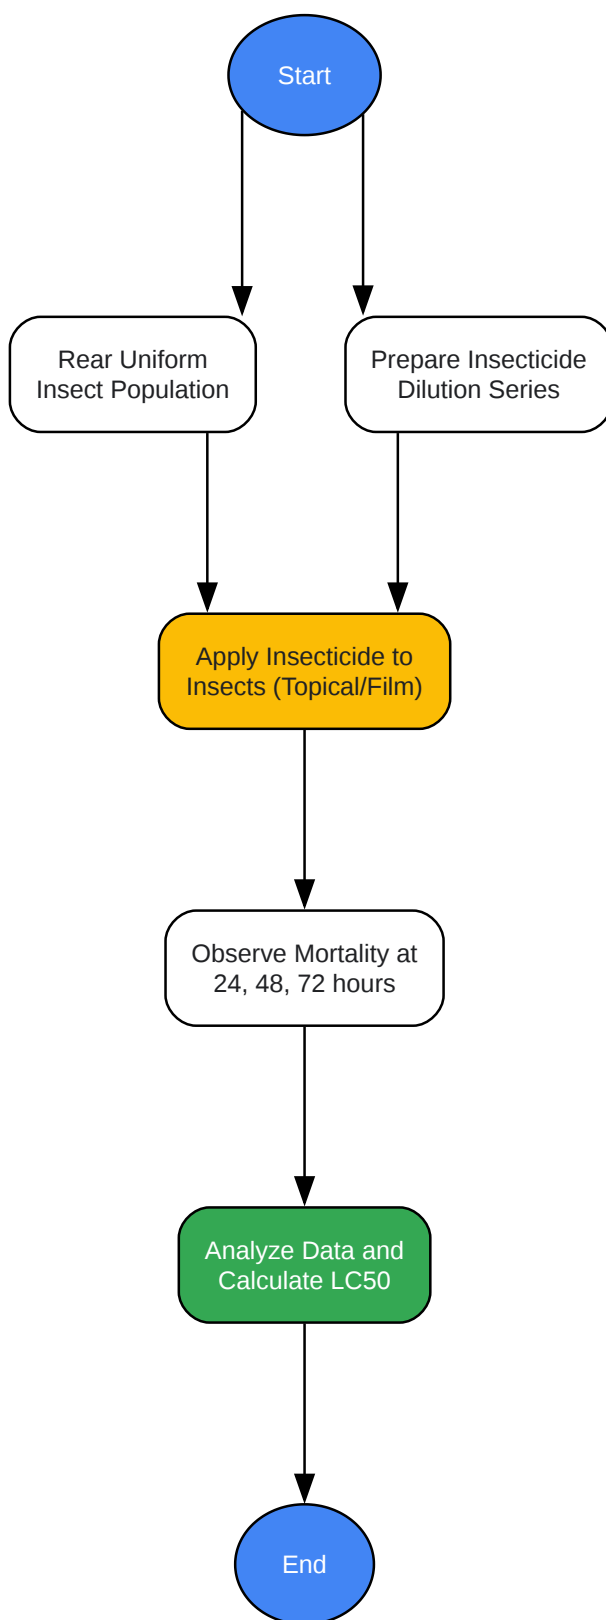 Start
Rear Uniform
Insect Population
Prepare Insecticide
Dilution Series
Apply Insecticide to
Insects (Topical/Film)
Observe Mortality at
24, 48, 72 hours
Analyze Data and
Calculate LC50
End